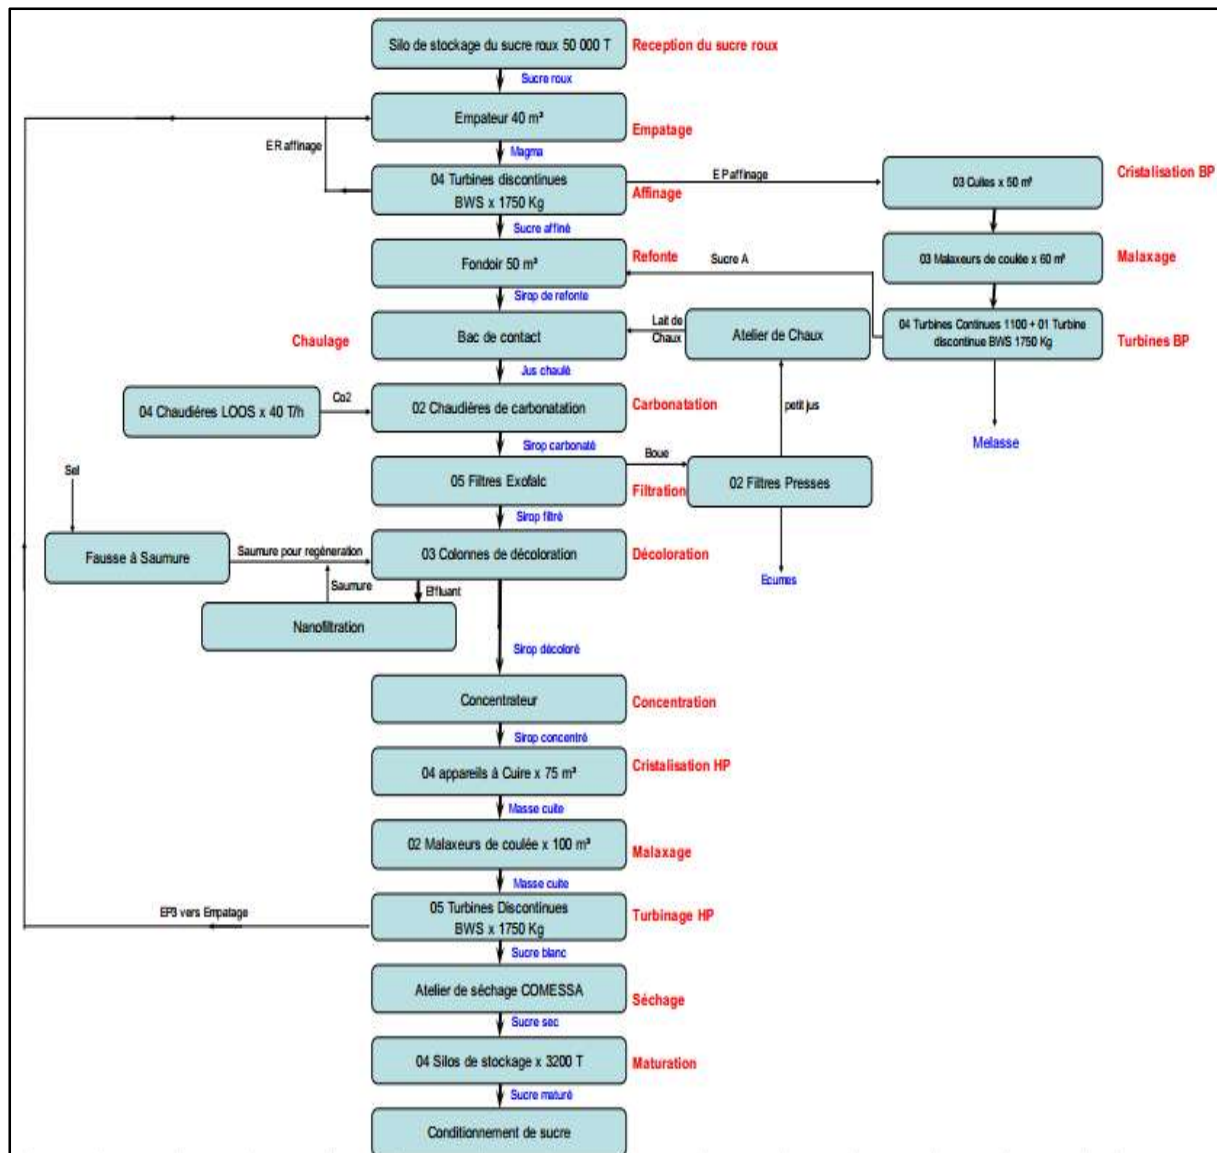 Silo de stockage du sucre roux 50 000 T
Reception du sucre roux
Sucre roux
Empateur 40 m³
Empatage
ER affinage
Magma
04 Turbines discontinues
BWS x 1750 Kg
Affinage
EP affinage
03 Cuites x 50 m³
Cristalisation BP
Sucre affiné
Fondoir 50 m³
Refonte
Sucre A
03 Malaxeurs de coulée x 60 m³
Malaxage
Sirop de refonte
Chaulage
Bac de contact
Lait de
Chaux
Atelier de Chaux
04 Turbines Continues 1100 + 01 Turbine
discontinue BWS 1750 Kg
Turbines BP
Jus chaulé
04 Chaudiéres LOOS x 40 T/h
Co2
02 Chaudières de carbonatation
Carbonatation
petit jus
Melasse
Sirop carbonaté
Sel
05 Filtres Exofalc
Boue
Filtration
02 Filtres Presses
Sirop filtré
Fausse à Saumure
Saumure pour regéneration
03 Colonnes de décoloration
Décoloration
Ecumes
Saumure
Effluant
Nanofiltration
Sirop décoloré
Concentrateur
Concentration
Sirop concentré
04 appareils à Cuire x 75 m³
Cristalisation HP
Masse cuite
02 Malaxeurs de coulée x 100 m³
Malaxage
Masse cuite
EP3 vers Empatage
05 Turbines Discontinues
BWS x 1750 Kg
Turbinage HP
Sucre blanc
Atelier de séchage COMESSA
Séchage
Sucre sec
04 Silos de stockage x 3200 T
Maturation
Sucre maturé
Conditionnement de sucre